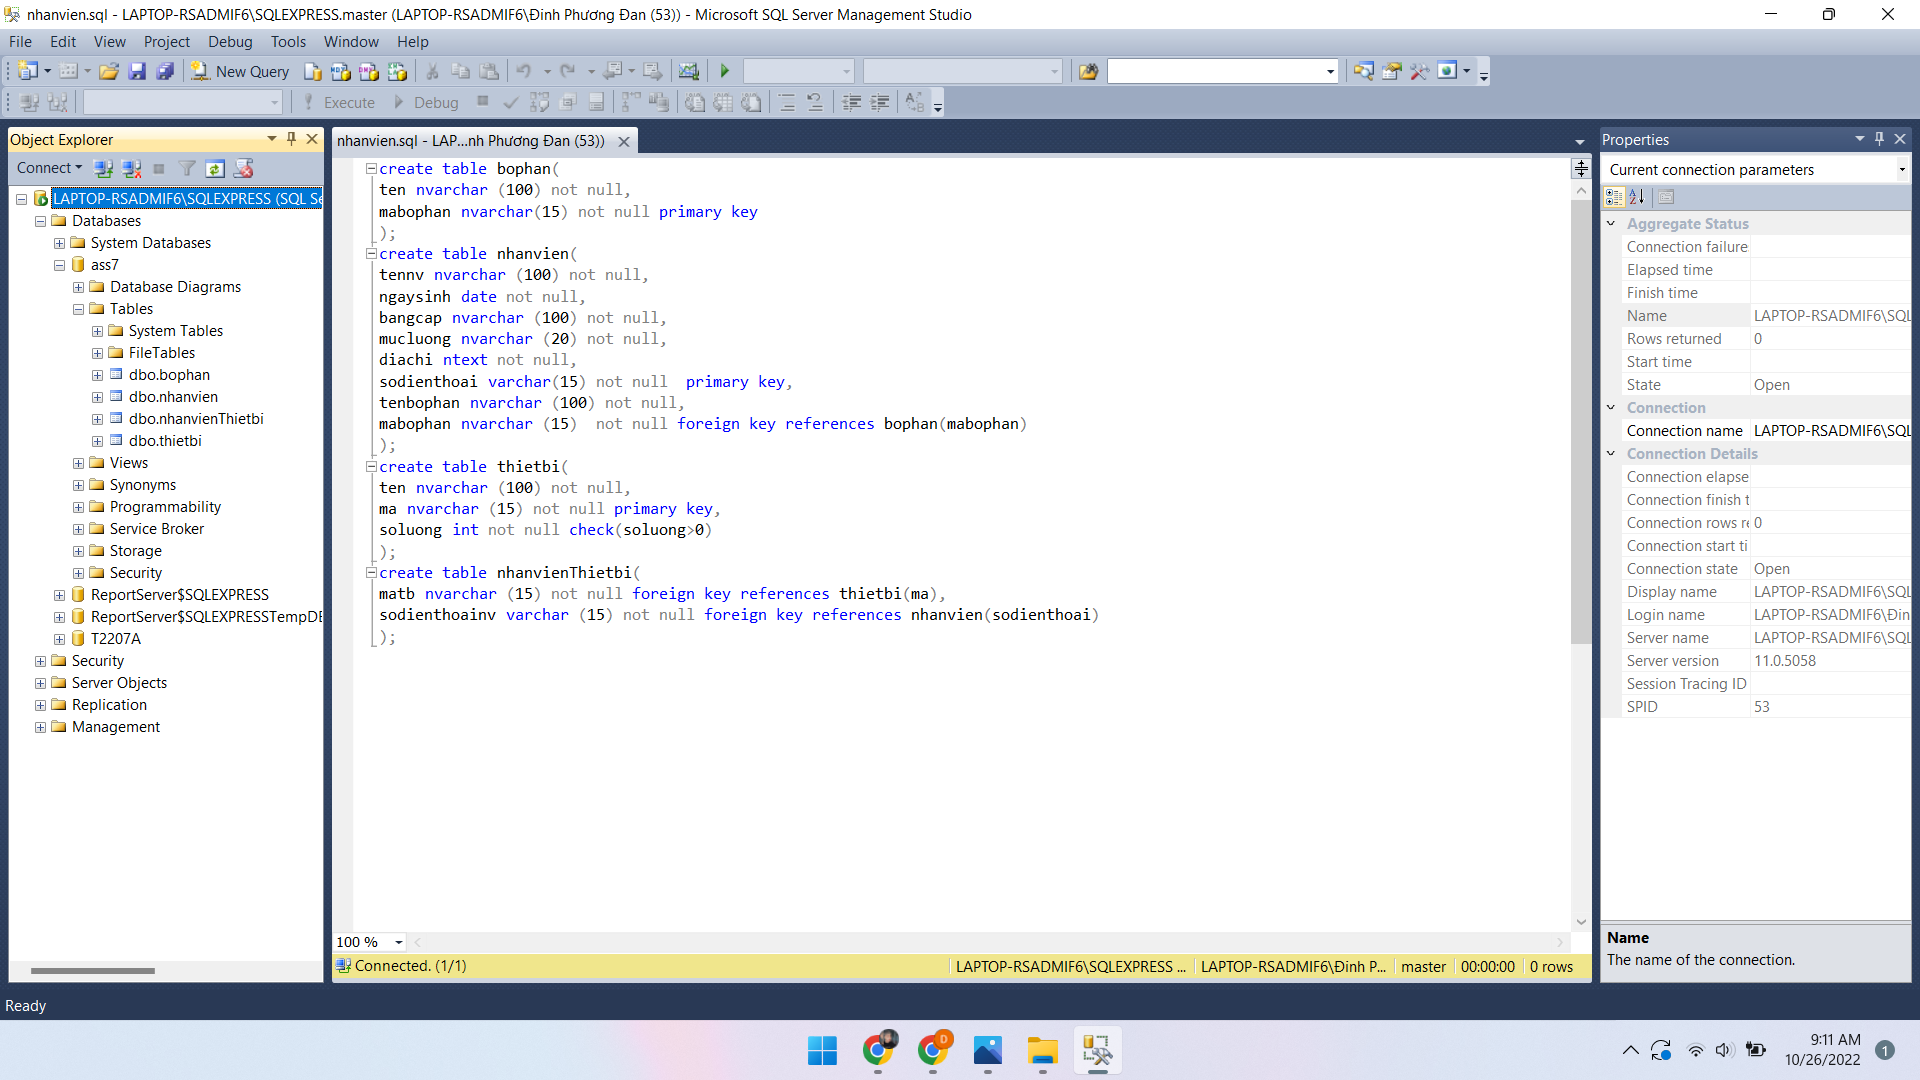 nhanvien.sql - LAPTOP-RSADMIF6\SQLEXPRESS.master (LAPTOP-RSADMIF6\Đinh Phương Đan (53)) - Microsoft SQL Server Management Studio
File Edit View Project Debug Tools Window Help
New Query
Execute Debug
Object Explorer
Connect
LAPTOP-RSADMIF6\SQLEXPRESS (SQL Se
Databases
System Databases
ass7
Database Diagrams
Tables
System Tables
FileTables
dbo.bophan
dbo.nhanvien
dbo.nhanvienThietbi
dbo.thietbi
Views
Synonyms
Programmability
Service Broker
Storage
Security
ReportServer$SQLEXPRESS
ReportServer$SQLEXPRESSTempDB
T2207A
Security
Server Objects
Replication
Management
nhanvien.sql - LAP...nh Phương Đan (53))
create table bophan(
ten nvarchar (100) not null,
mabophan nvarchar(15) not null primary key
);
create table nhanvien(
tennv nvarchar (100) not null,
ngaysinh date not null,
bangcap nvarchar (100) not null,
mucluong nvarchar (20) not null,
diachi ntext not null,
sodienthoai varchar(15) not null  primary key,
tenbophan nvarchar (100) not null,
mabophan nvarchar (15)  not null foreign key references bophan(mabophan)
);
create table thietbi(
ten nvarchar (100) not null,
ma nvarchar (15) not null primary key,
soluong int not null check(soluong>0)
);
create table nhanvienThietbi(
matb nvarchar (15) not null foreign key references thietbi(ma),
sodienthoainv varchar (15) not null foreign key references nhanvien(sodienthoai)
);
100 %
Connected. (1/1)
LAPTOP-RSADMIF6\SQLEXPRESS ... LAPTOP-RSADMIF6\Đinh P... master 00:00:00 0 rows
Properties
Current connection parameters
Aggregate Status
Connection failure
Elapsed time
Finish time
Name LAPTOP-RSADMIF6\SQL
Rows returned 0
Start time
State Open
Connection
Connection name LAPTOP-RSADMIF6\SQL
Connection Details
Connection elapse
Connection finish t
Connection rows re 0
Connection start ti
Connection state Open
Display name LAPTOP-RSADMIF6\SQL
Login name LAPTOP-RSADMIF6\Đin
Server name LAPTOP-RSADMIF6\SQL
Server version 11.0.5058
Session Tracing ID
SPID 53
Name
The name of the connection.
Ready
D
9:11 AM
10/26/2022
1